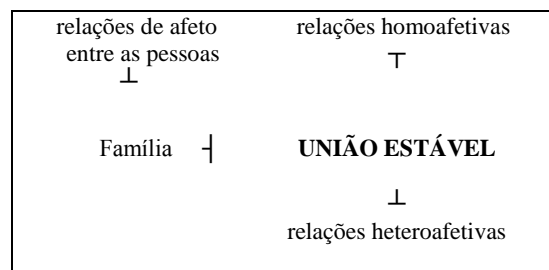 relações de afeto
entre as pessoas
relações homoafetivas
Família
UNIÃO ESTÁVEL
relações heteroafetivas